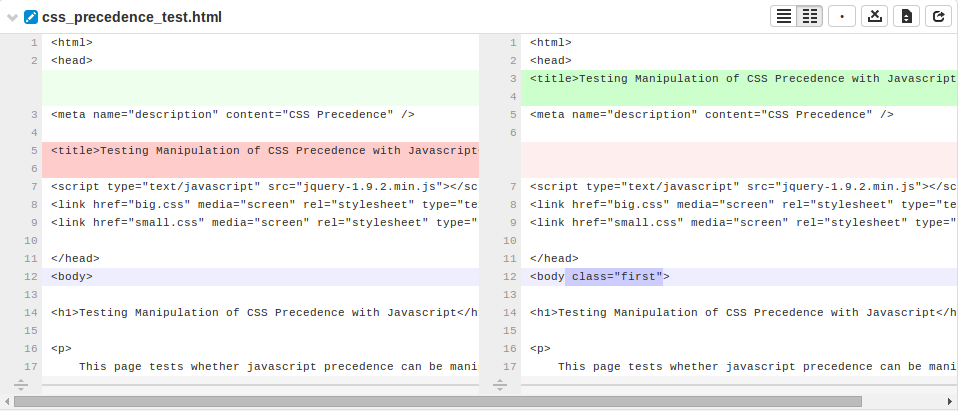 css_precedence_test.html
1 <html>
2 <head>
3 <meta name="description" content="CSS Precedence" />
4
5 <title>Testing Manipulation of CSS Precedence with Javascript
6
7 <script type="text/javascript" src="jquery-1.9.2.min.js"></sc
8 <link href="big.css" media="screen" rel="stylesheet" type="te
9 <link href="small.css" media="screen" rel="stylesheet" type="
10
11 </head>
12 <body>
13
14 <h1>Testing Manipulation of CSS Precedence with Javascript</h
15
16 <p>
17 This page tests whether javascript precedence can be mani
1 <html>
2 <head>
3 <title>Testing Manipulation of CSS Precedence with Javascript
4
5 <meta name="description" content="CSS Precedence" />
6
7 <script type="text/javascript" src="jquery-1.9.2.min.js"></sc
8 <link href="big.css" media="screen" rel="stylesheet" type="te
9 <link href="small.css" media="screen" rel="stylesheet" type="
10
11 </head>
12 <body class="first">
13
14 <h1>Testing Manipulation of CSS Precedence with Javascript</h
15
16 <p>
17 This page tests whether javascript precedence can be mani